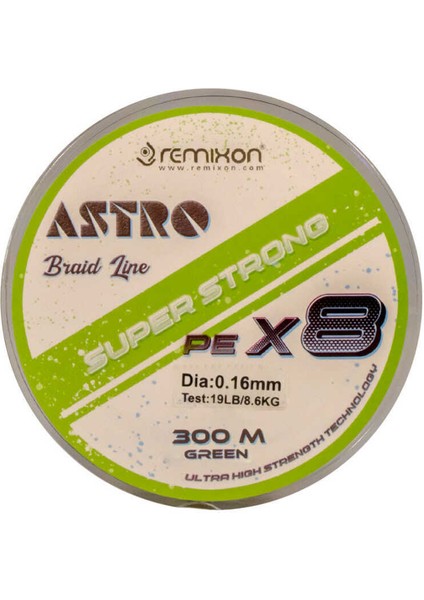 remixon
www.remixon.com
ASTRO
Braid Line
SUPER STRONG
PE X8
Dia:0.16mm
Test:19LB/8.6KG
300 M
GREEN
ULTRA HIGH STRENGTH TECHNOLOGY